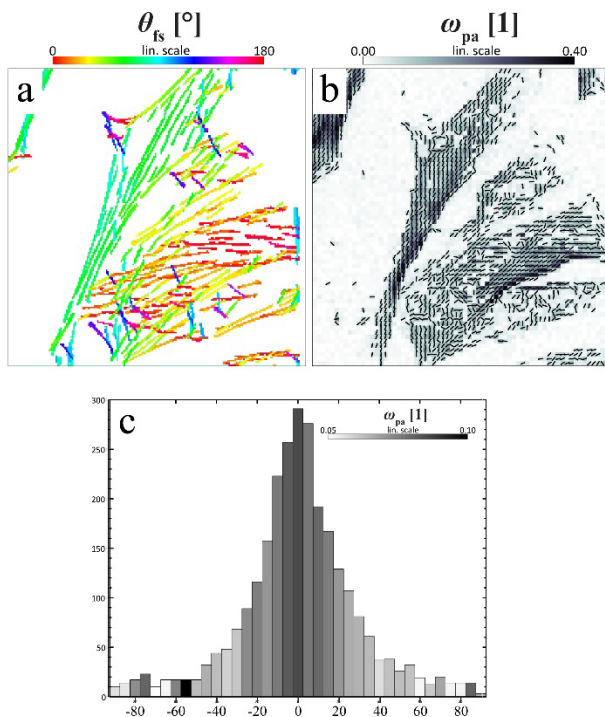 θfs [°]
0 lin. scale 180
ωpa [1]
0.00 lin. scale 0.40
a
b
c
300
250
200
150
100
50
0
ωpa [1]
0.05 lin. scale 0.10
-80 -60 -40 -20 0 20 40 60 80